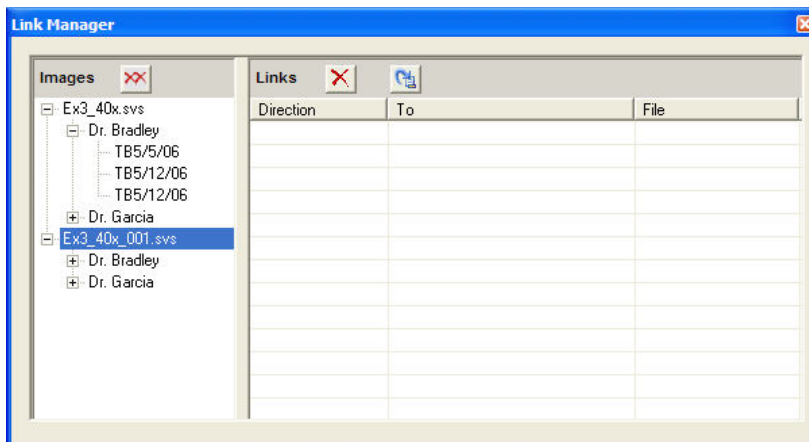 Link Manager
Images
Links
Direction To File
Ex3_40x.svs
Dr. Bradley
TB5/5/06
TB5/12/06
TB5/12/06
Dr. Garcia
Ex3_40x_001.svs
Dr. Bradley
Dr. Garcia